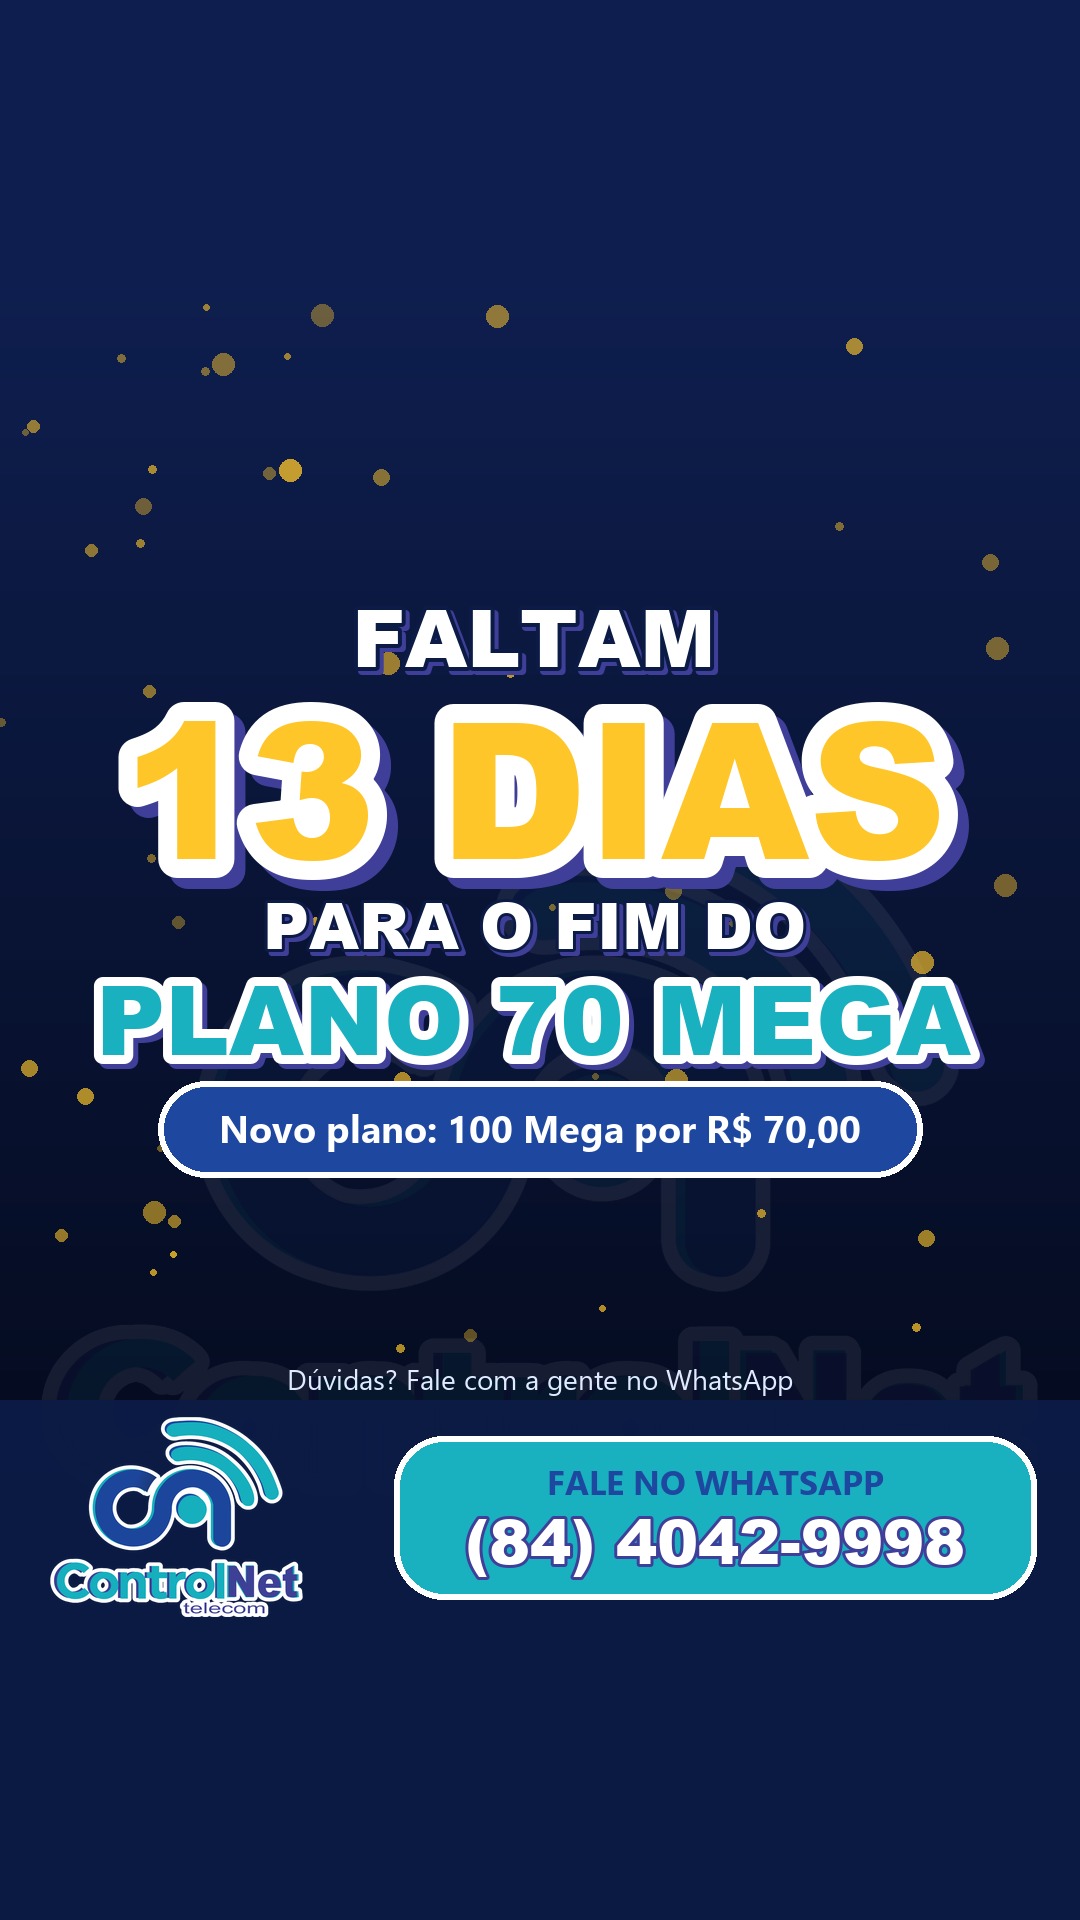 FALTAM
13 DIAS
PARA O FIM DO
PLANO 70 MEGA
Novo plano: 100 Mega por R$ 70,00
Dúvidas? Fale com a gente no WhatsApp
ControlNet
telecom
FALE NO WHATSAPP
(84) 4042-9998